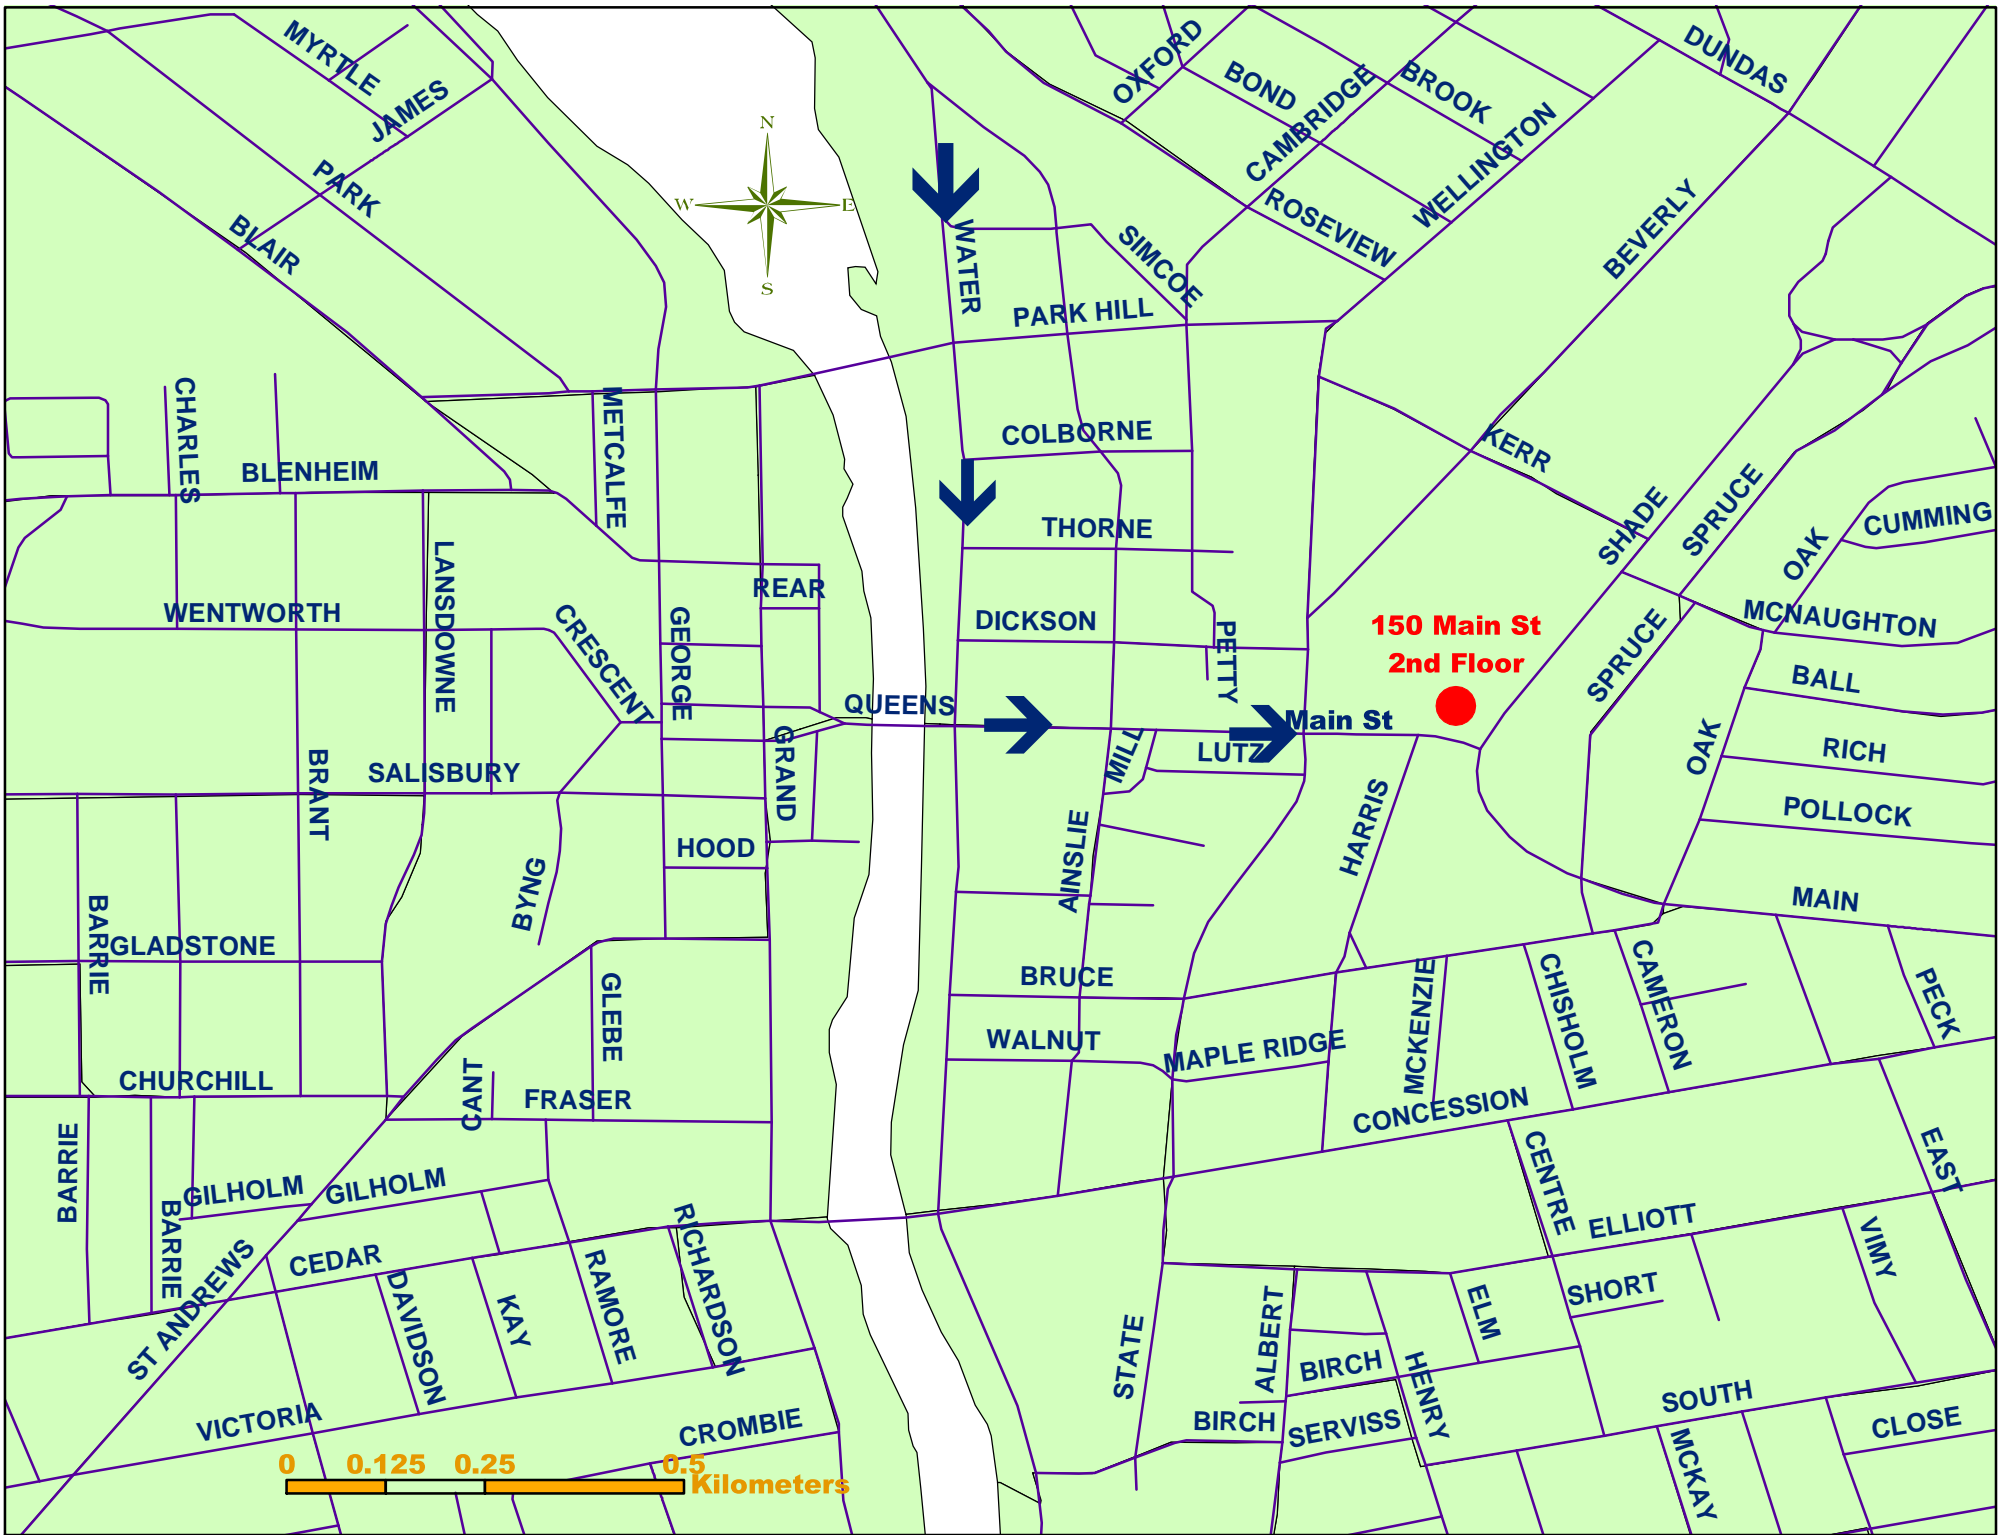 MYRTLE
JAMES
PARK
BLAIR
N
W
E
S
WATER
OXFORD
BOND
CAMBRIDGE
BROOK
WELLINGTON
DUNDAS
ROSEVIEW
SIMCOE
PARK HILL
BEVERLY
CHARLES
BLENHEIM
METCALFE
COLBORNE
KERR
THORNE
SHADE
SPRUCE
OAK
CUMMING
LANSDOWNE
REAR
WENTWORTH
CRESCENT
GEORGE
DICKSON
PETTY
150 Main St
2nd Floor
SPRUCE
MCNAUGHTON
BALL
QUEENS
Main St
GRAND
MILL
LUTZ
OAK
RICH
SALISBURY
BRANT
HARRIS
POLLOCK
HOOD
AINSLIE
BYNG
MAIN
BARRIE
GLADSTONE
GLEBE
BRUCE
MCKENZIE
CHISHOLM
CAMERON
PECK
WALNUT
MAPLE RIDGE
CHURCHILL
CANT
FRASER
CONCESSION
BARRIE
GILHOLM
GILHOLM
BARRIE
CENTRE
EAST
ELLIOTT
RICHARDSON
ST ANDREWS
CEDAR
DAVIDSON
KAY
RAMORE
STATE
ALBERT
ELM
SHORT
VIMY
BIRCH
HENRY
SOUTH
VICTORIA
CROMBIE
BIRCH
SERVISS
MCKAY
CLOSE
0 0.125 0.25 0.5
Kilometers